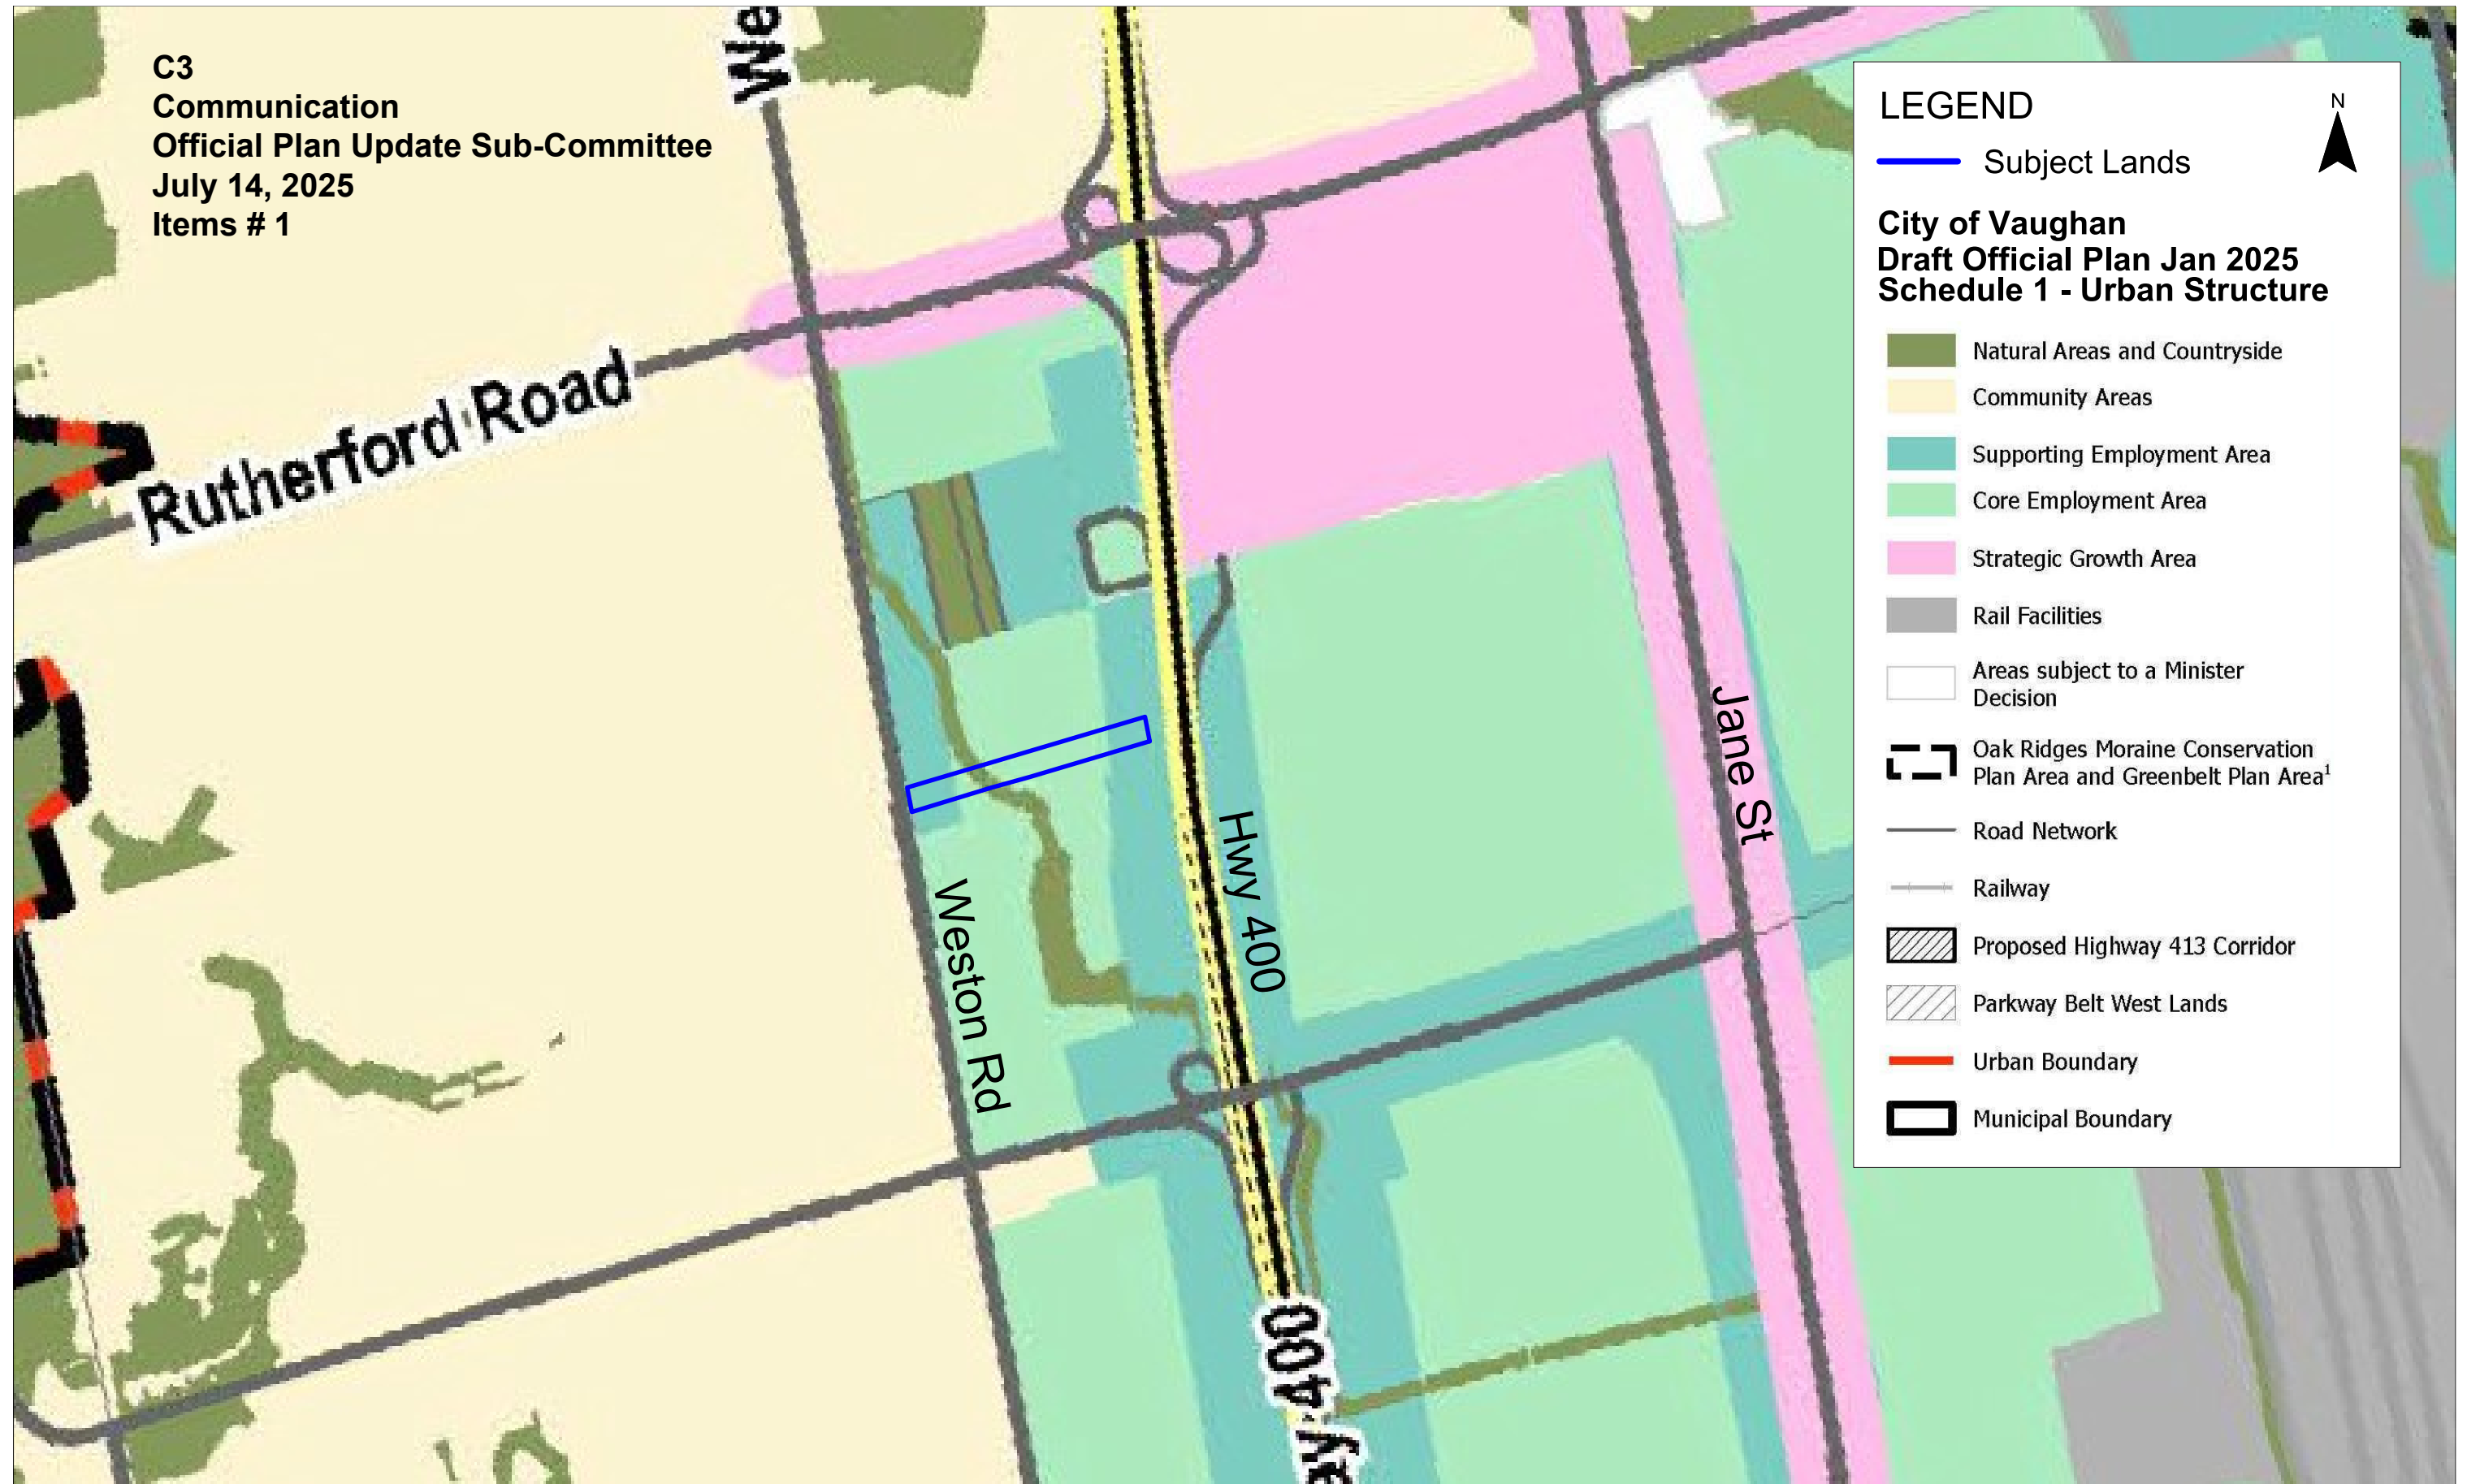 C3
Communication
Official Plan Update Sub-Committee
July 14, 2025
Items # 1
We
Rutherford Road
Weston Rd
Hwy 400
Jane St
y 400
LEGEND
N
Subject Lands
City of Vaughan
Draft Official Plan Jan 2025
Schedule 1 - Urban Structure
Natural Areas and Countryside
Community Areas
Supporting Employment Area
Core Employment Area
Strategic Growth Area
Rail Facilities
Areas subject to a Minister
Decision
Oak Ridges Moraine Conservation
Plan Area and Greenbelt Plan Area¹
Road Network
Railway
Proposed Highway 413 Corridor
Parkway Belt West Lands
Urban Boundary
Municipal Boundary